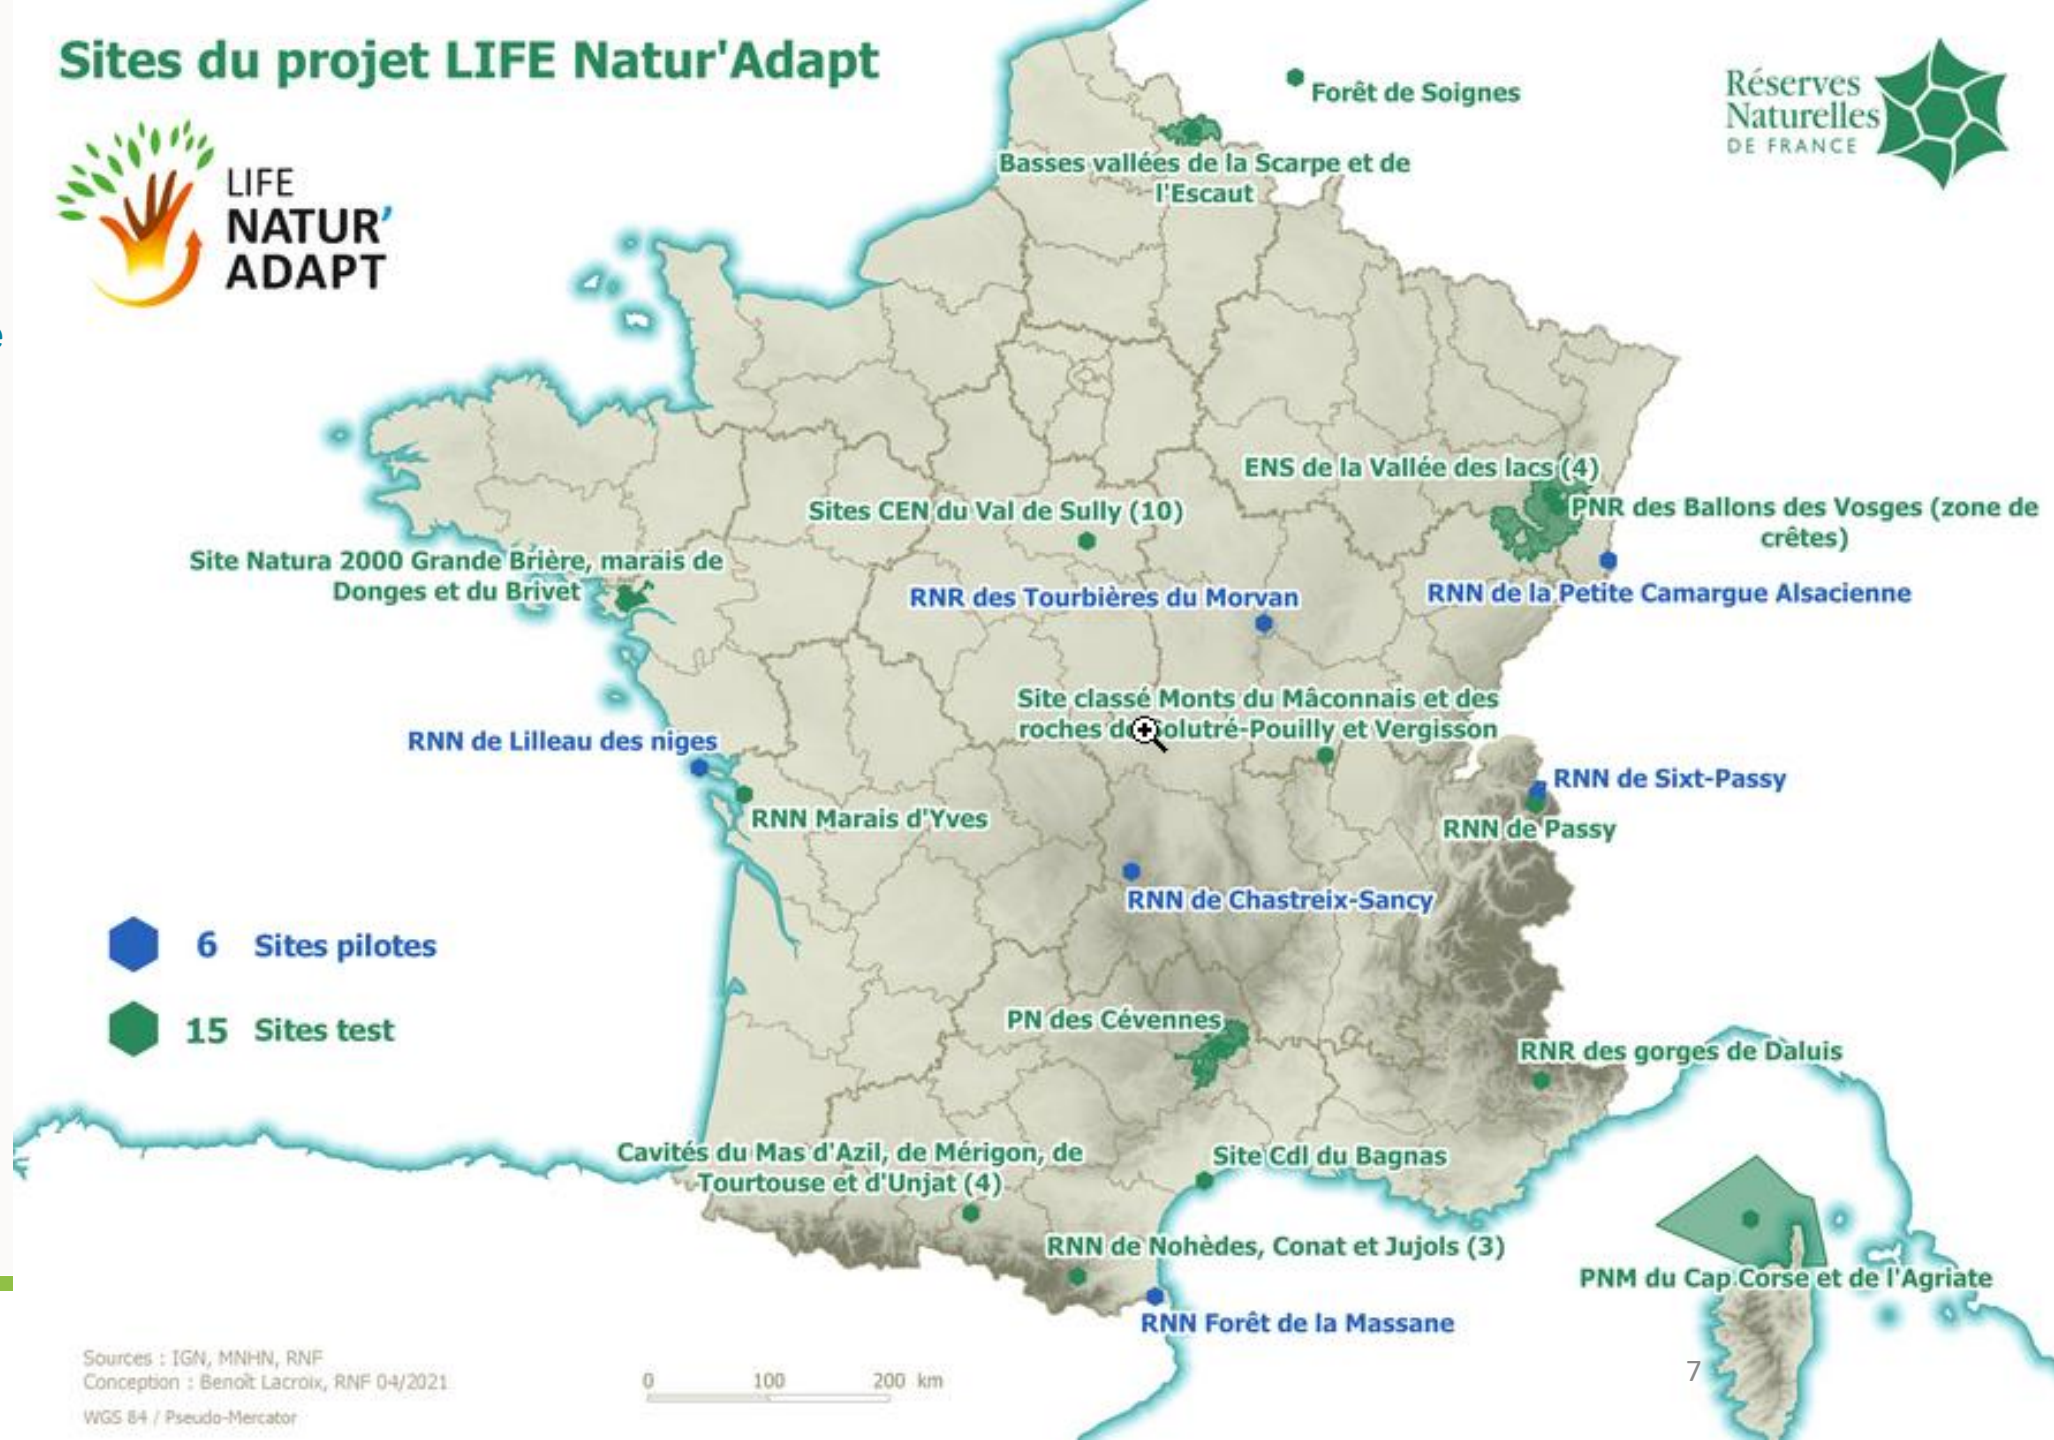 Sites du projet LIFE Natur'Adapt
LIFE
NATUR'
ADAPT
Réserves
Naturelles
DE FRANCE
Forêt de Soignes
Basses vallées de la Scarpe et de
l'Escaut
ENS de la Vallée des lacs (4)
PNR des Ballons des Vosges (zone de
crêtes)
Sites CEN du Val de Sully (10)
Site Natura 2000 Grande Brière, marais de
Donges et du Brivet
RNR des Tourbières du Morvan
RNN de la Petite Camargue Alsacienne
Site classé Monts du Mâconnais et des
roches de Solutré-Pouilly et Vergisson
RNN de Lilleau des niges
RNN Marais d'Yves
RNN de Sixt-Passy
RNN de Passy
RNN de Chastreix-Sancy
6 Sites pilotes
15 Sites test
PN des Cévennes
RNR des gorges de Daluis
Cavités du Mas d'Azil, de Mérigon, de
Tourtouse et d'Unjat (4)
Site Cdl du Bagnas
RNN de Nohèdes, Conat et Jujols (3)
PNM du Cap Corse et de l'Agriate
RNN Forêt de la Massane
Sources : IGN, MNHN, RNF
Conception : Benoît Lacroix, RNF 04/2021
WGS 84 / Pseudo-Mercator
0 100 200 km
7